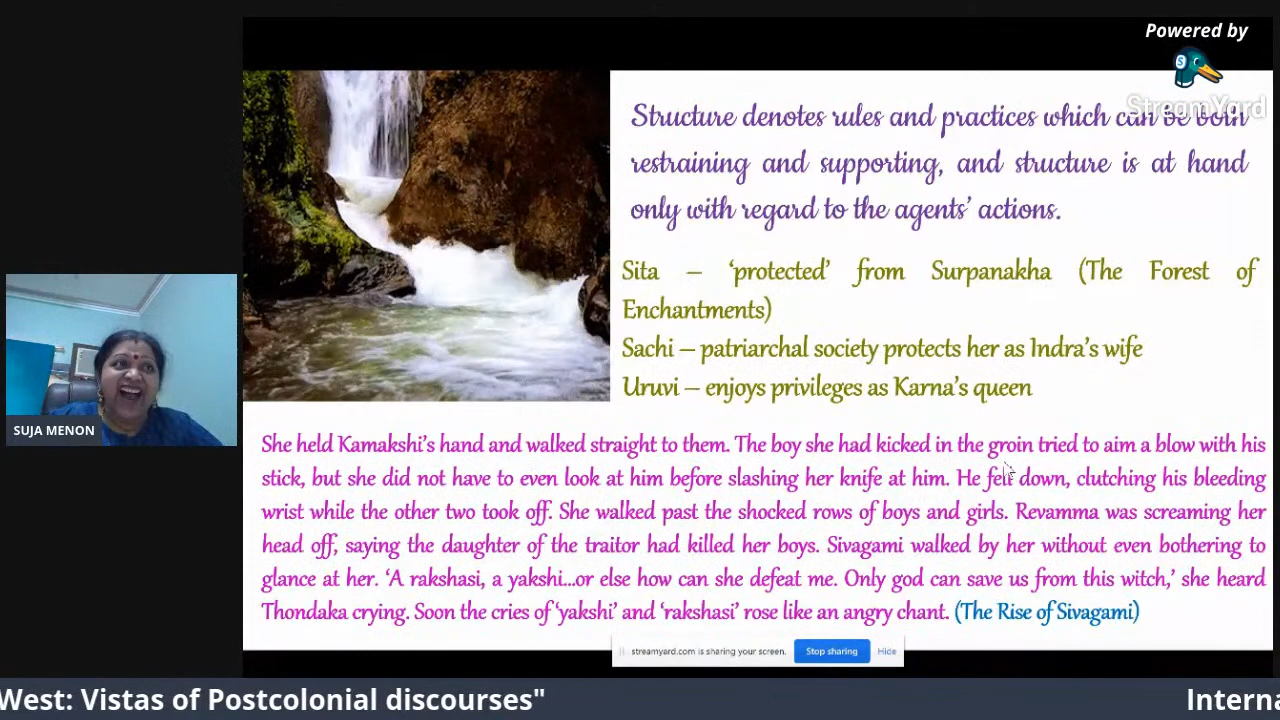 Powered by
StreamYard
Structure denotes rules and practices which can be both
restraining and supporting, and structure is at hand
only with regard to the agents' actions.
Sita – 'protected' from Surpanakha (The Forest of
Enchantments)
Sachi – patriarchal society protects her as Indra's wife
Uruvi – enjoys privileges as Karna's queen
SUJA MENON
She held Kamakshi's hand and walked straight to them. The boy she had kicked in the groin tried to aim a blow with his
stick, but she did not have to even look at him before slashing her knife at him. He fell down, clutching his bleeding
wrist while the other two took off. She walked past the shocked rows of boys and girls. Revamma was screaming her
head off, saying the daughter of the traitor had killed her boys. Sivagami walked by her without even bothering to
glance at her. 'A rakshasi, a yakshi...or else how can she defeat me. Only god can save us from this witch,' she heard
Thondaka crying. Soon the cries of 'yakshi' and 'rakshasi' rose like an angry chant. (The Rise of Sivagami)
streamyard.com is sharing your screen. Stop sharing Hide
West: Vistas of Postcolonial discourses" Interna